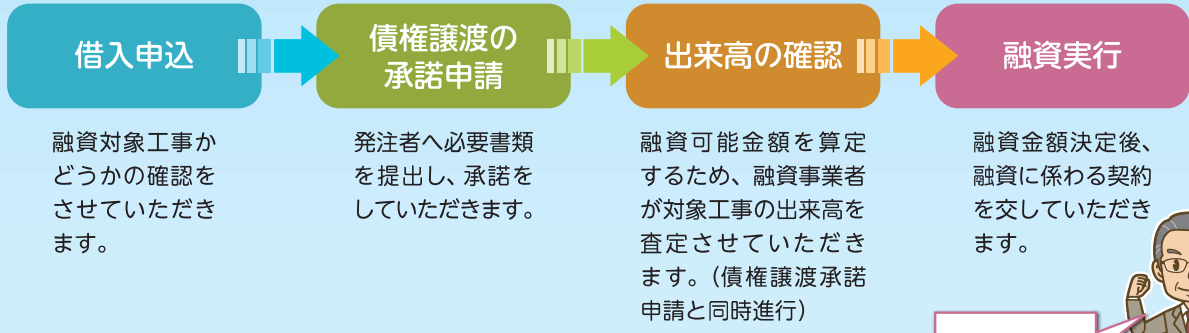 借入申込
債権譲渡の
承諾申請
出来高の確認
融資実行
融資対象工事か
どうかの確認を
させていただき
ます。
発注者へ必要書類
を提出し、承諾を
していただきます。
融資可能金額を算定
するため、融資事業者
が対象工事の出来高を
査定させていただき
ます。（債権譲渡承諾
申請と同時進行）
融資金額決定後、
融資に係わる契約
を交していただき
ます。